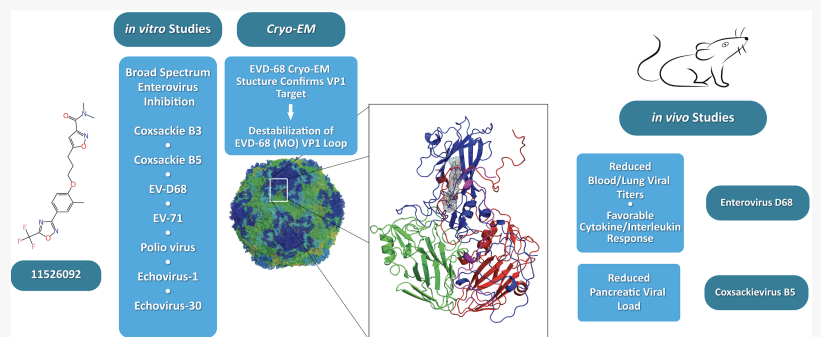 in vitro Studies
Broad Spectrum
Enterovirus
Inhibition
Coxsackie B3
•
Coxsackie B5
•
EV-D68
•
EV-71
•
Polio virus
•
Echovirus-1
•
Echovirus-30
Cryo-EM
EVD-68 Cryo-EM
Stucture Confirms VP1
Target
Destabilization of
EVD-68 (MO) VP1 Loop
O
N
N
O
O
N
N
O
F
F
F
11526092
in vivo Studies
Reduced
Blood/Lung Viral
Titers
•
Favorable
Cytokine/Interleukin
Response
Enterovirus D68
Reduced
Pancreatic Viral
Load
Coxsackievirus B5